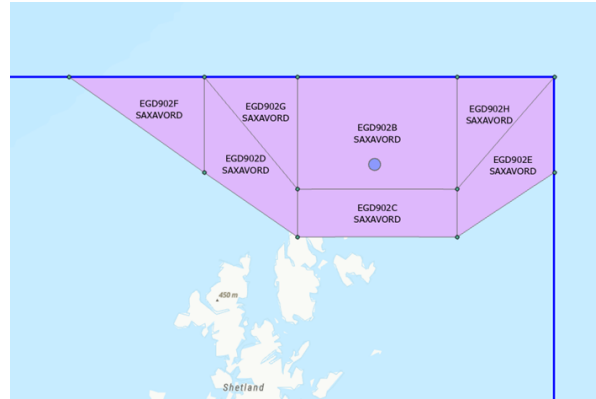 EGD902F
SAXAVORD
EGD902G
SAXAVORD
EGD902B
SAXAVORD
EGD902H
SAXAVORD
EGD902D
SAXAVORD
EGD902E
SAXAVORD
EGD902C
SAXAVORD
450 m
Shetland